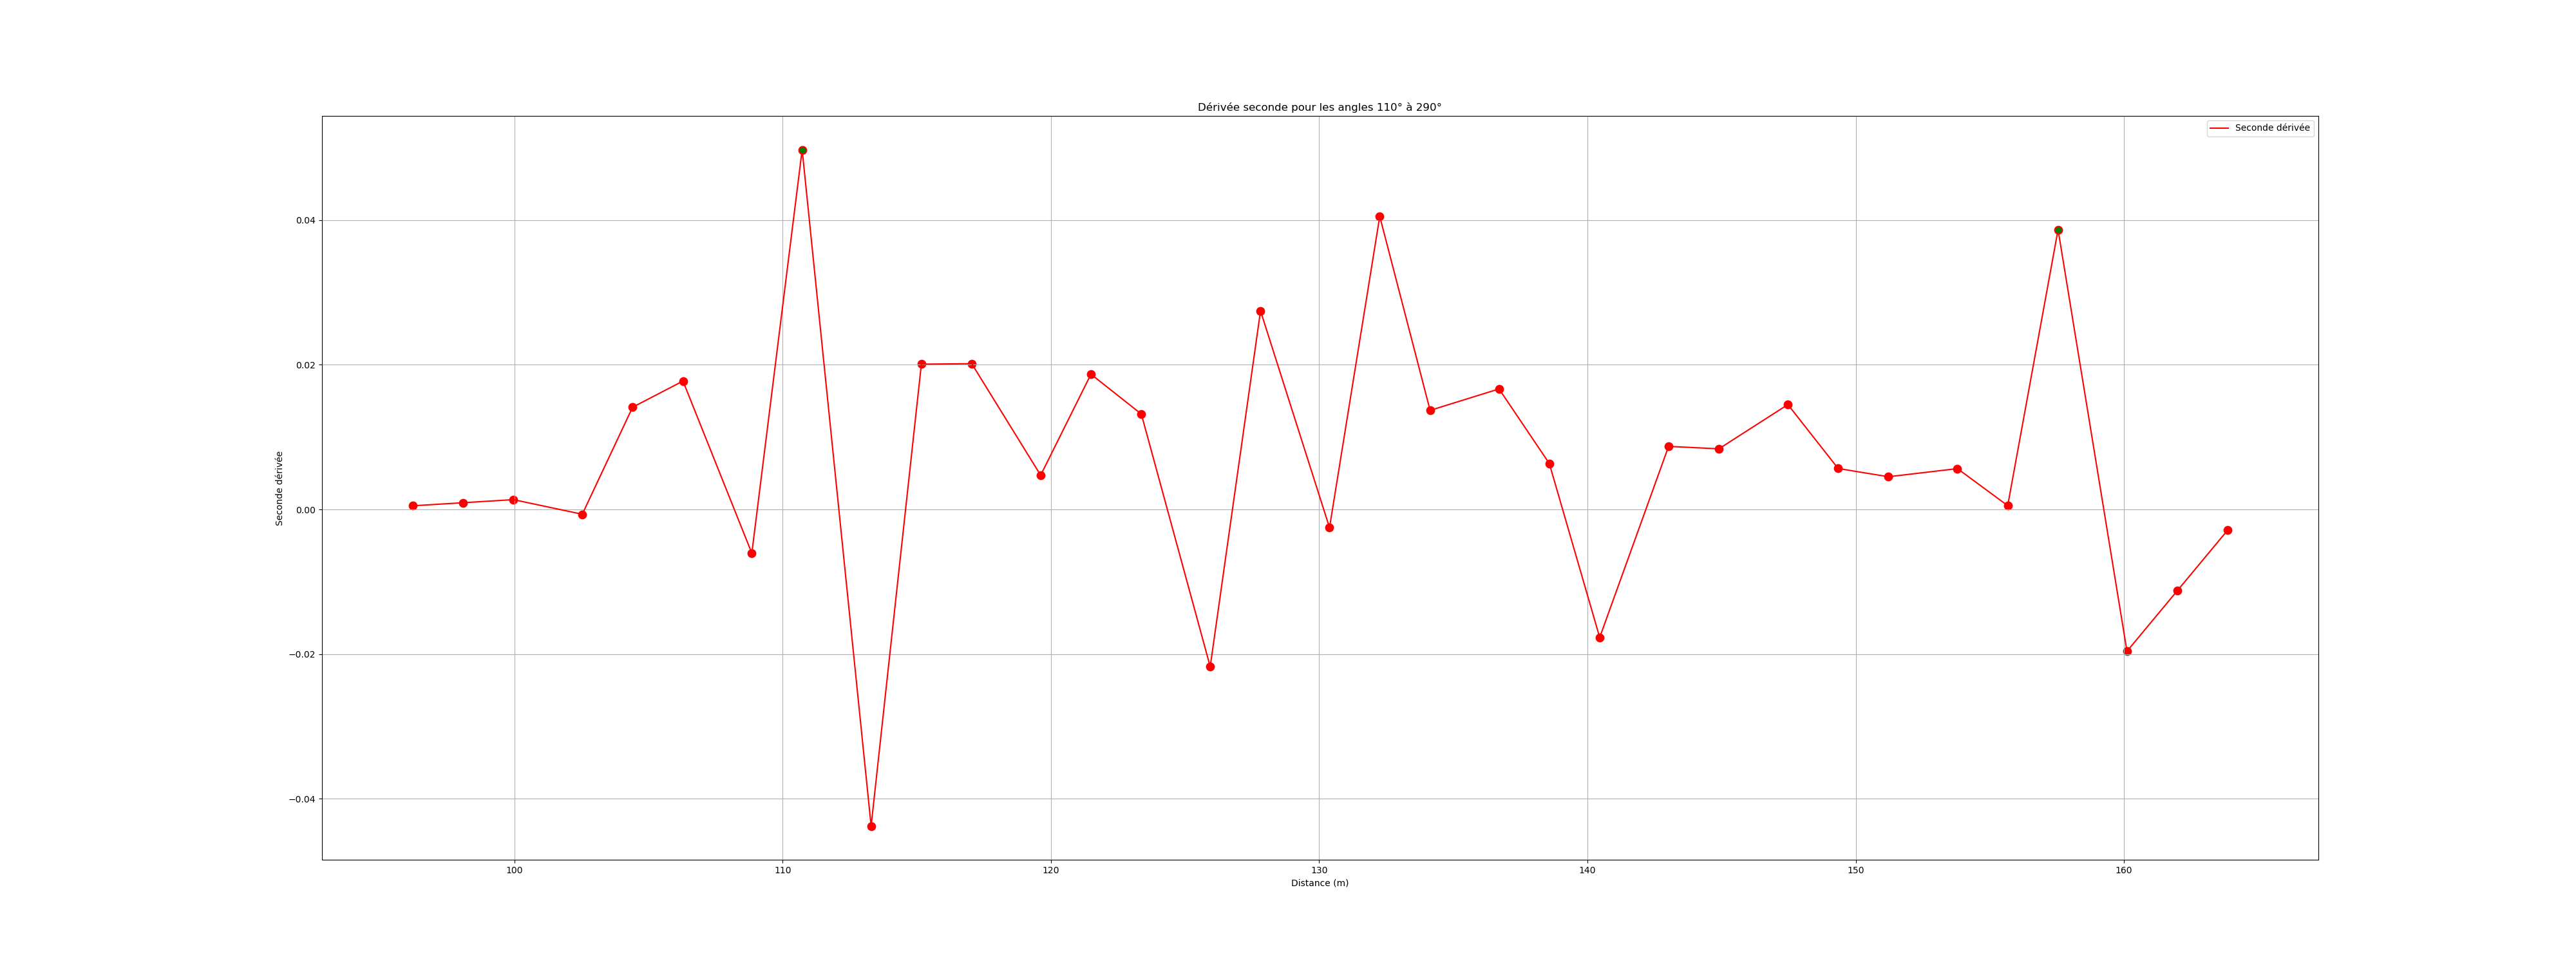 Dérivée seconde pour les angles 110° à 290°
Seconde dérivée
0.04
0.02
0.00
−0.02
−0.04
Seconde dérivée
100 110 120 130 140 150 160
Distance (m)